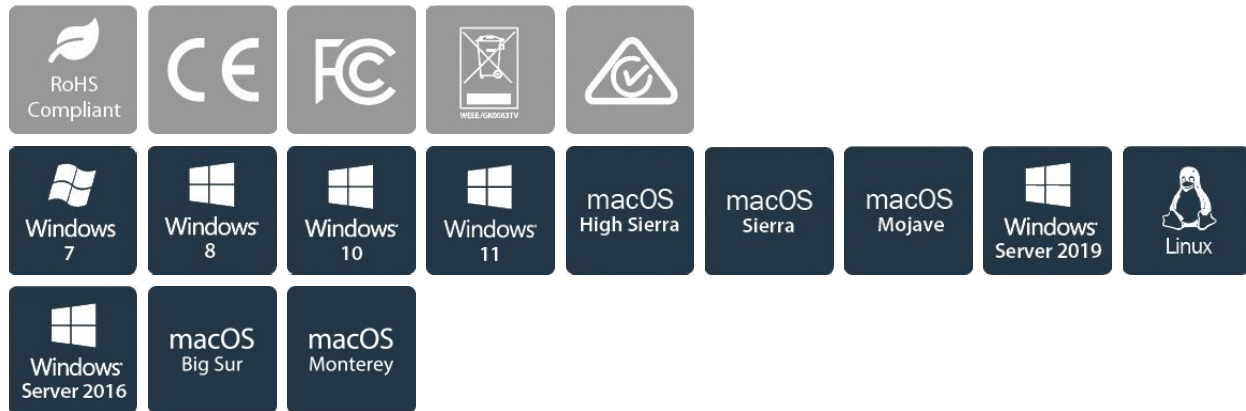 RoHS
Compliant
CE
FC
WEEE/GK0083TV
Windows
7
Windows
8
Windows
10
Windows
11
macOS
High Sierra
macOS
Sierra
macOS
Mojave
Windows
Server 2019
Linux
Windows
Server 2016
macOS
Big Sur
macOS
Monterey